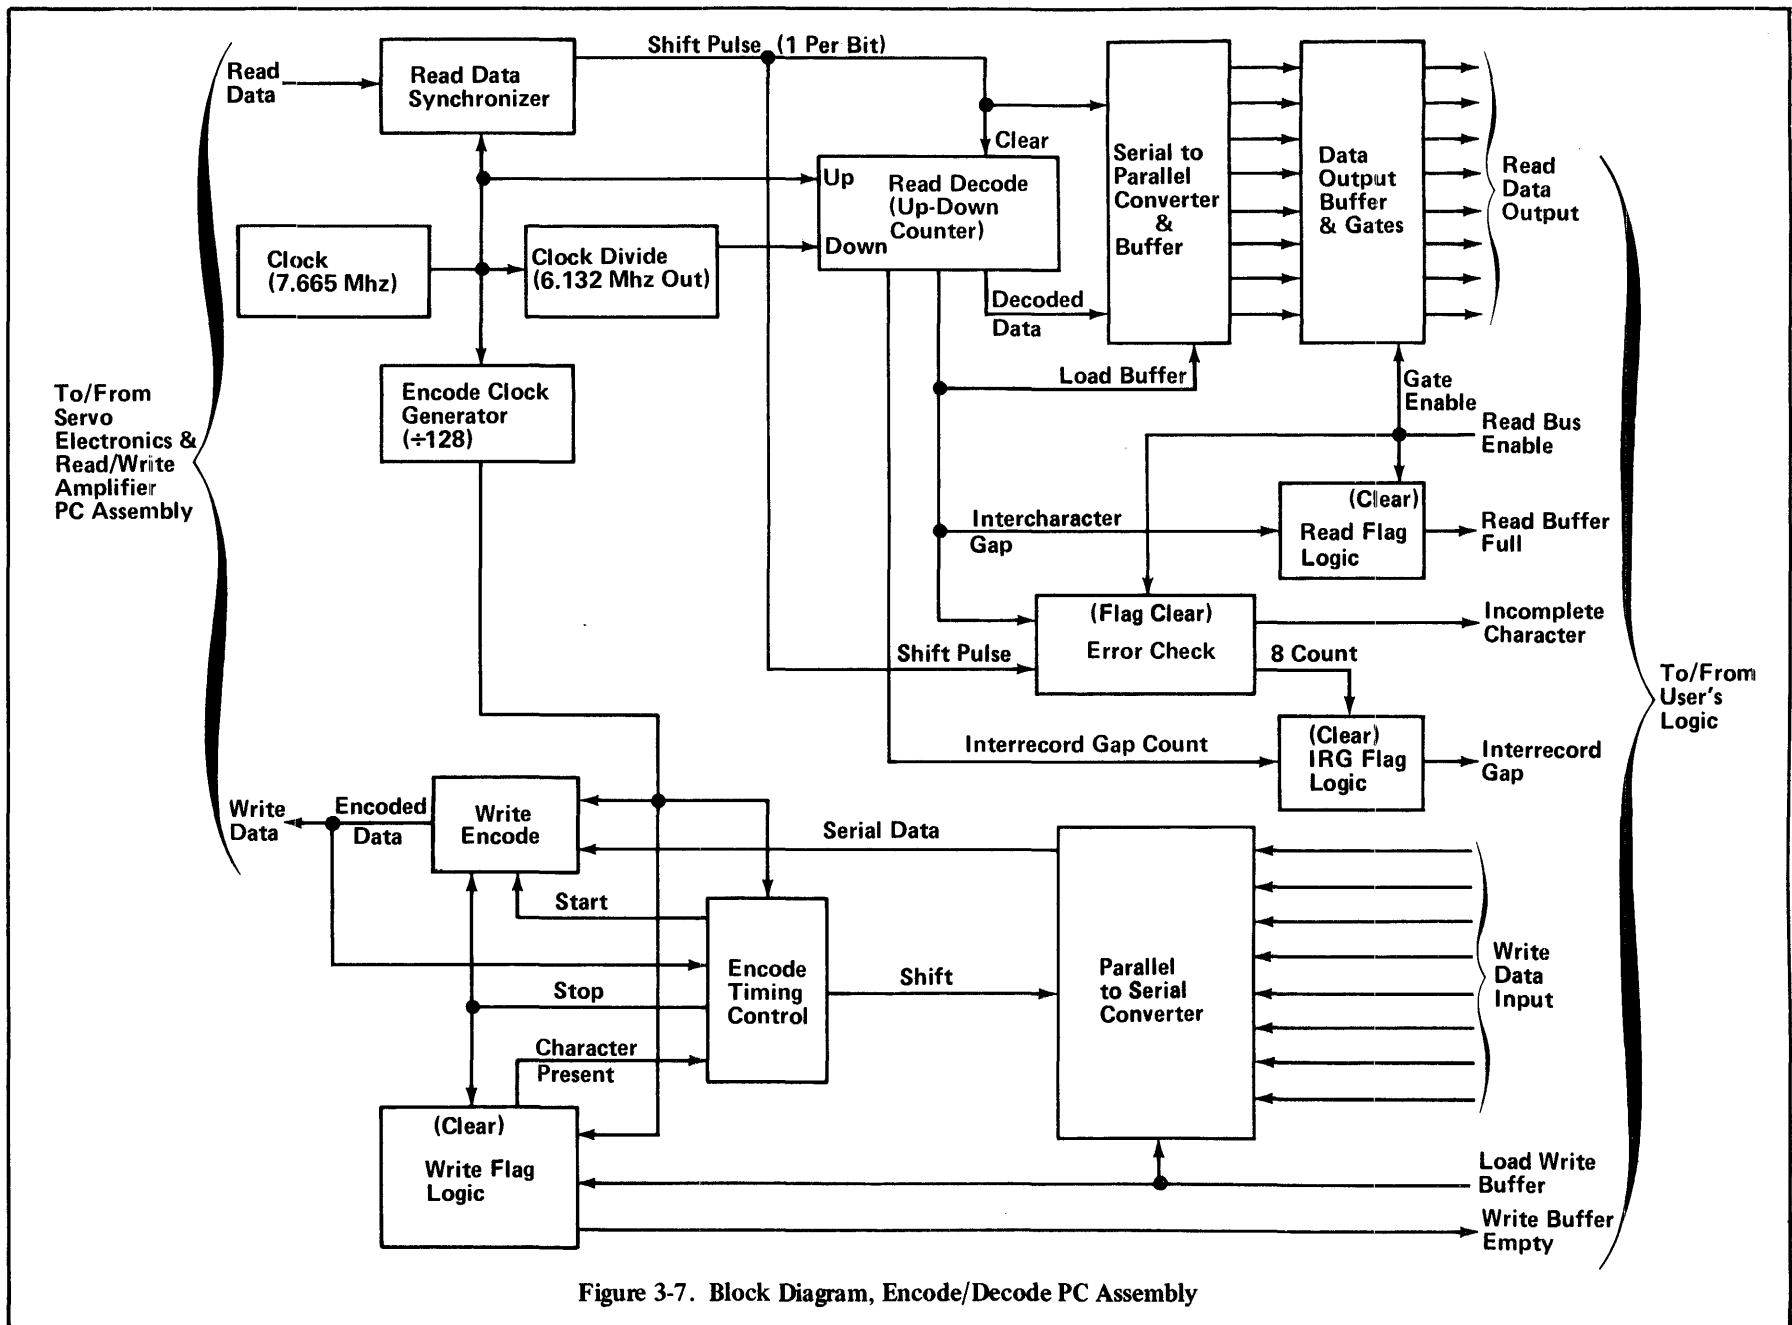 Shift Pulse (1 Per Bit)
Read
Data
Read Data
Synchronizer
Clear
Up
Down
Read Decode
(Up-Down
Counter)
Serial to
Parallel
Converter
&
Buffer
Data
Output
Buffer
& Gates
Read
Data
Output
Clock
(7.665 Mhz)
Clock Divide
(6.132 Mhz Out)
Decoded
Data
Load Buffer
Gate
Enable
Read Bus
Enable
Encode Clock
Generator
(÷128)
To/From
Servo
Electronics &
Read/Write
Amplifier
PC Assembly
Intercharacter
Gap
(Clear)
Read Flag
Logic
Read Buffer
Full
(Flag Clear)
Error Check
Incomplete
Character
Shift Pulse
8 Count
To/From
User's
Logic
Interrecord Gap Count
(Clear)
IRG Flag
Logic
Interrecord
Gap
Write
Data
Encoded
Data
Write
Encode
Serial Data
Start
Encode
Timing
Control
Stop
Shift
Parallel
to Serial
Converter
Write
Data
Input
Character
Present
(Clear)
Write Flag
Logic
Load Write
Buffer
Write Buffer
Empty
Figure 3-7. Block Diagram, Encode/Decode PC Assembly